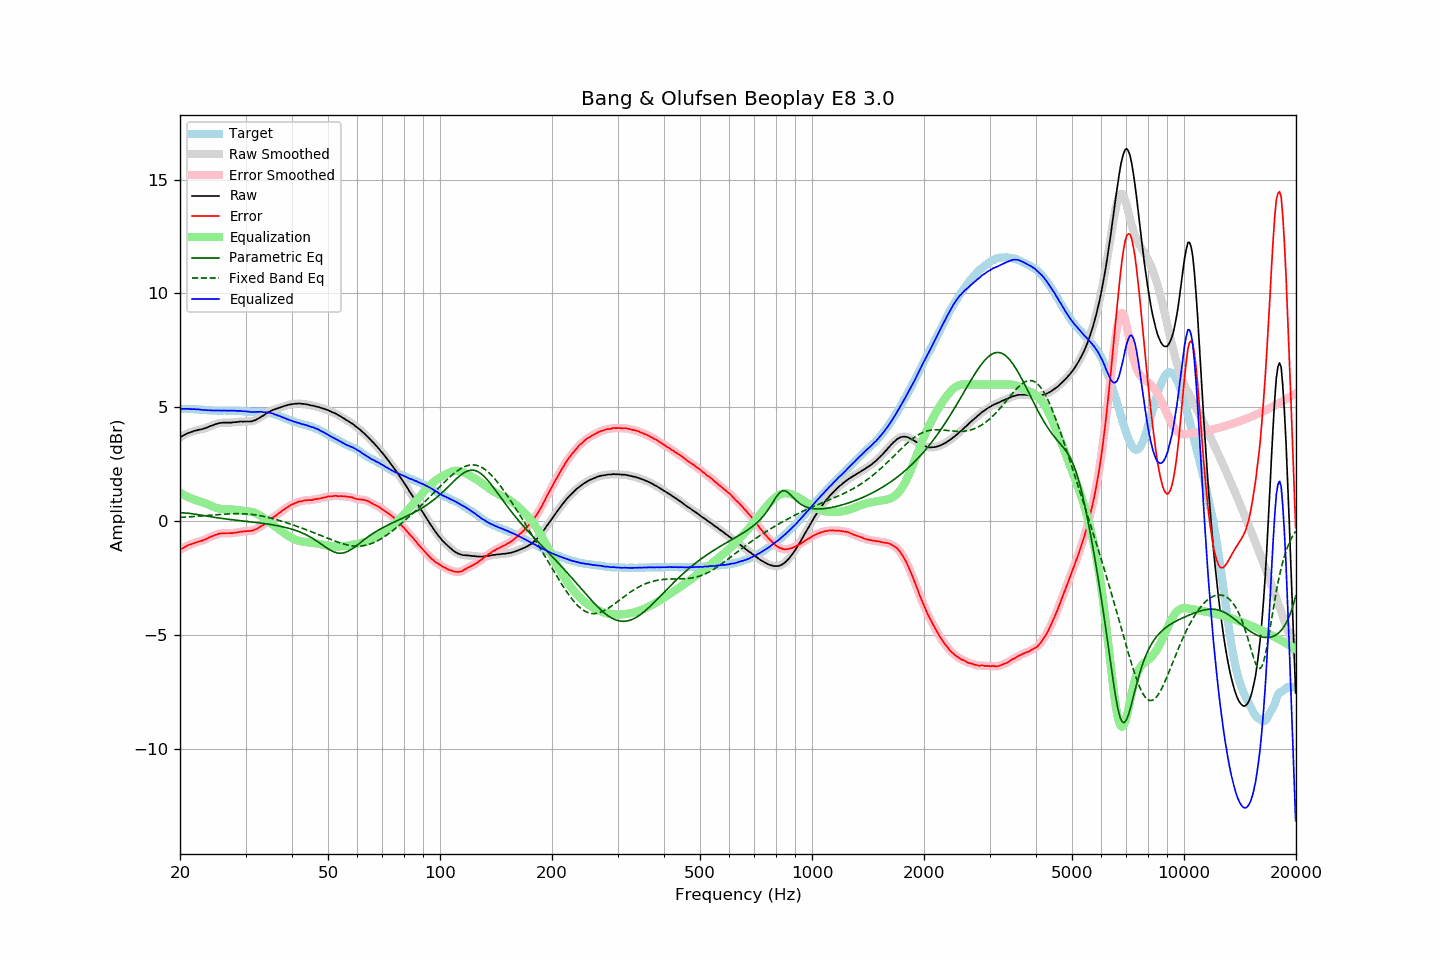 Bang & Olufsen Beoplay E8 3.0
Target
Raw Smoothed
Error Smoothed
Raw
Error
Equalization
Parametric Eq
Fixed Band Eq
Equalized
Amplitude (dBr)
15
10
5
0
−5
−10
20
50
100
200
500
1000
2000
5000
10000
20000
Frequency (Hz)